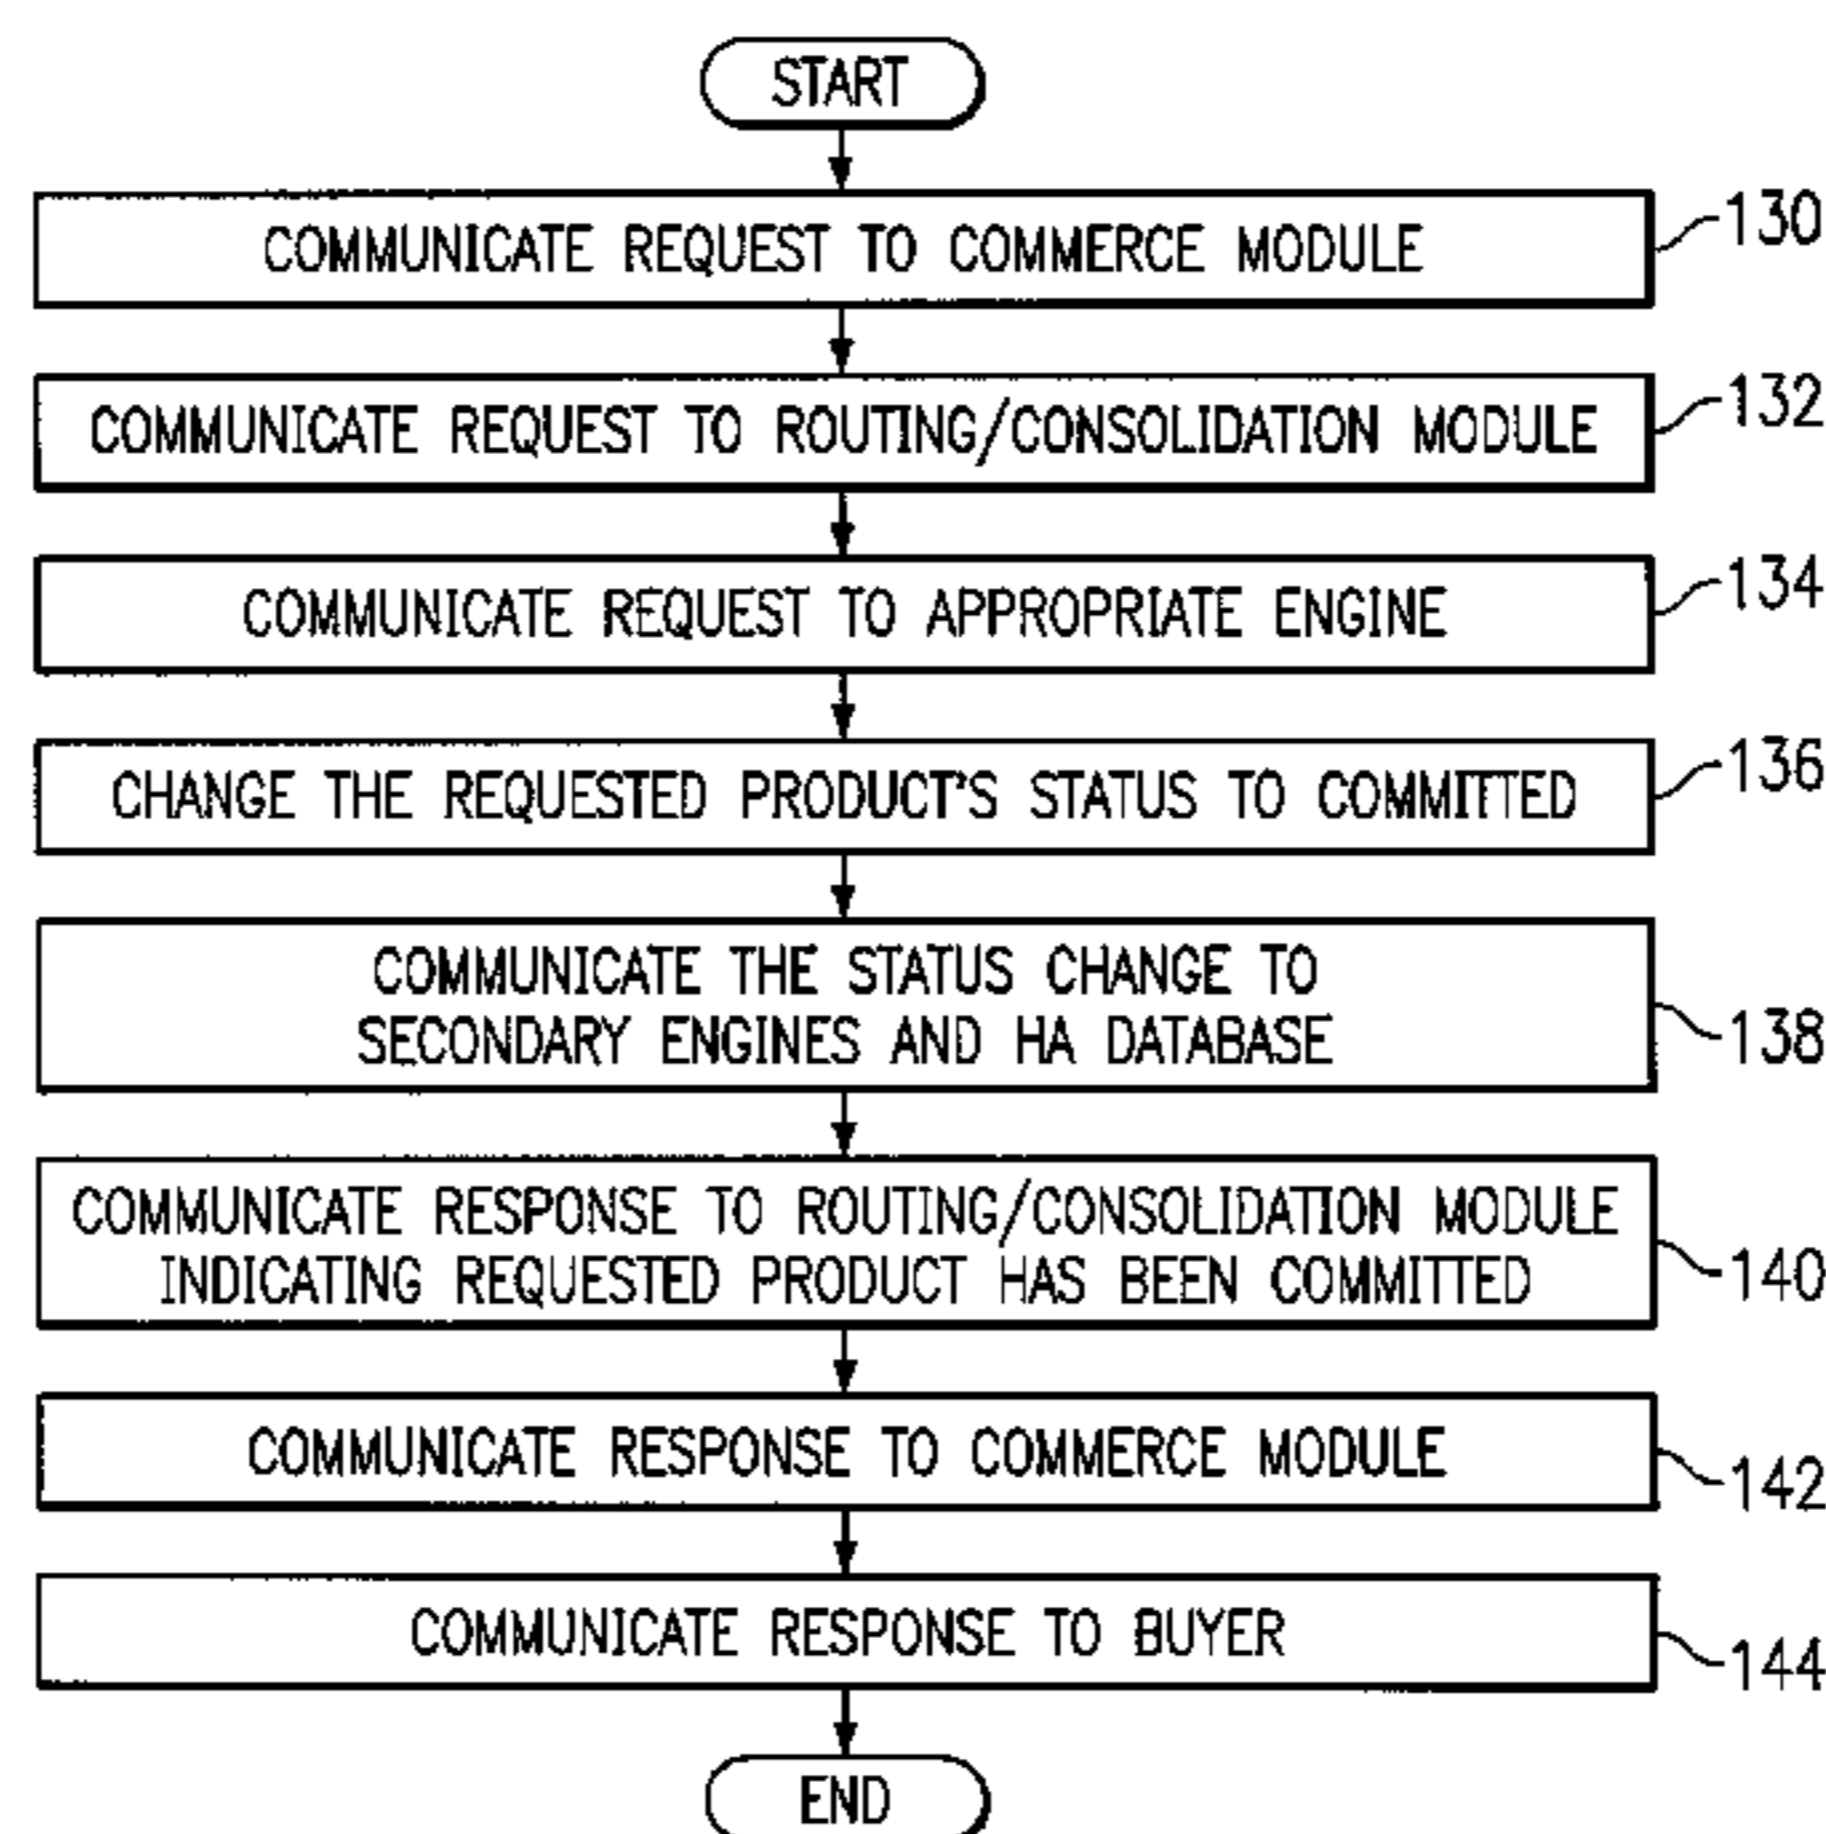 START
COMMUNICATE REQUEST TO COMMERCE MODULE
130
COMMUNICATE REQUEST TO ROUTING/CONSOLIDATION MODULE
132
COMMUNICATE REQUEST TO APPROPRIATE ENGINE
134
CHANGE THE REQUESTED PRODUCT'S STATUS TO COMMITTED
136
COMMUNICATE THE STATUS CHANGE TO
SECONDARY ENGINES AND HA DATABASE
138
COMMUNICATE RESPONSE TO ROUTING/CONSOLIDATION MODULE
INDICATING REQUESTED PRODUCT HAS BEEN COMMITTED
140
COMMUNICATE RESPONSE TO COMMERCE MODULE
142
COMMUNICATE RESPONSE TO BUYER
144
END